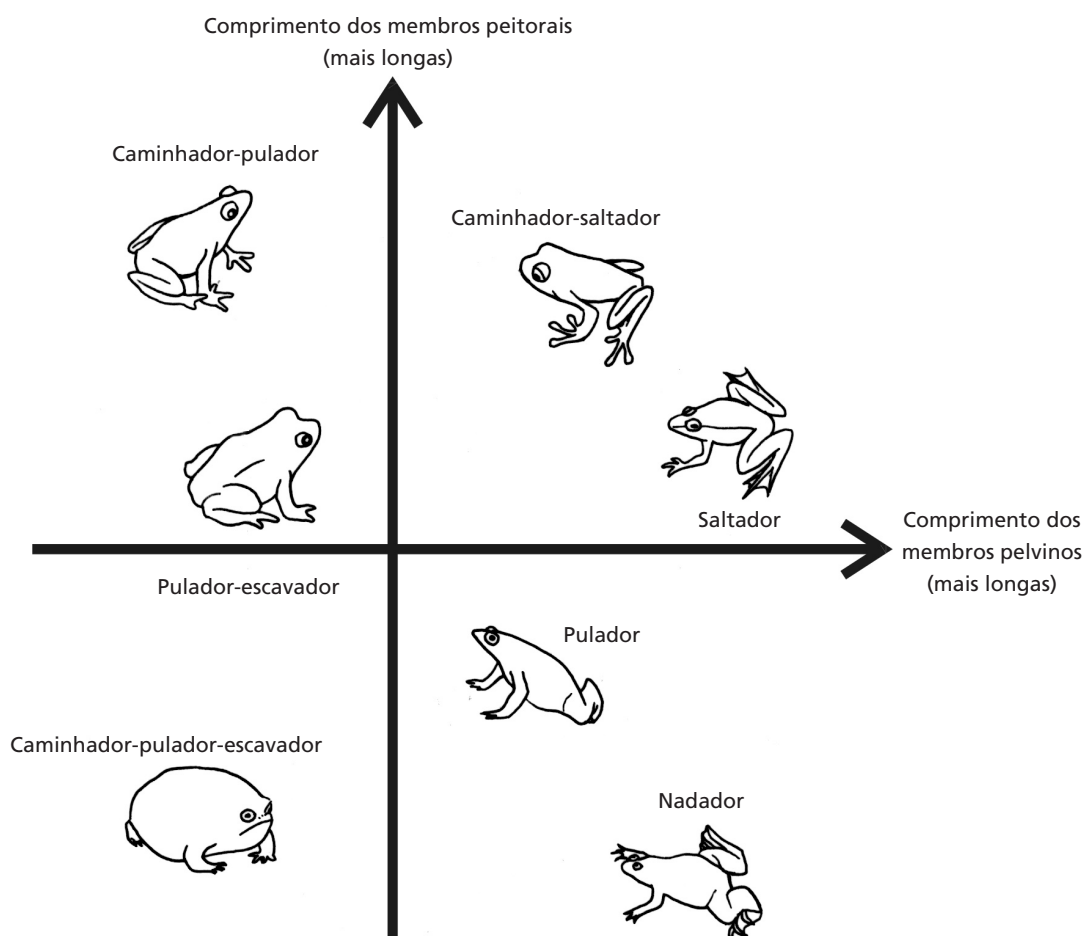 Comprimento dos membros peitorais
(mais longas)
Caminhador-pulador
Caminhador-saltador
Saltador
Comprimento dos
membros pelvinos
(mais longas)
Pulador-escavador
Pulador
Caminhador-pulador-escavador
Nadador